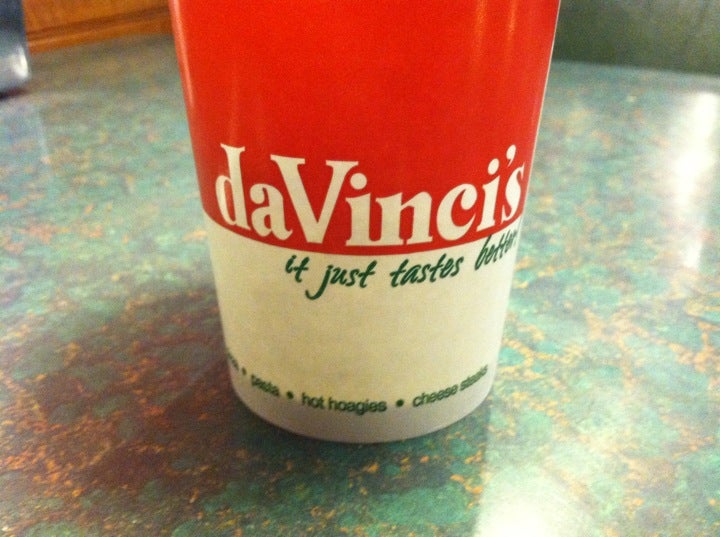 daVinci's
it just tastes better!
• pasta • hot hoagies • cheese steaks